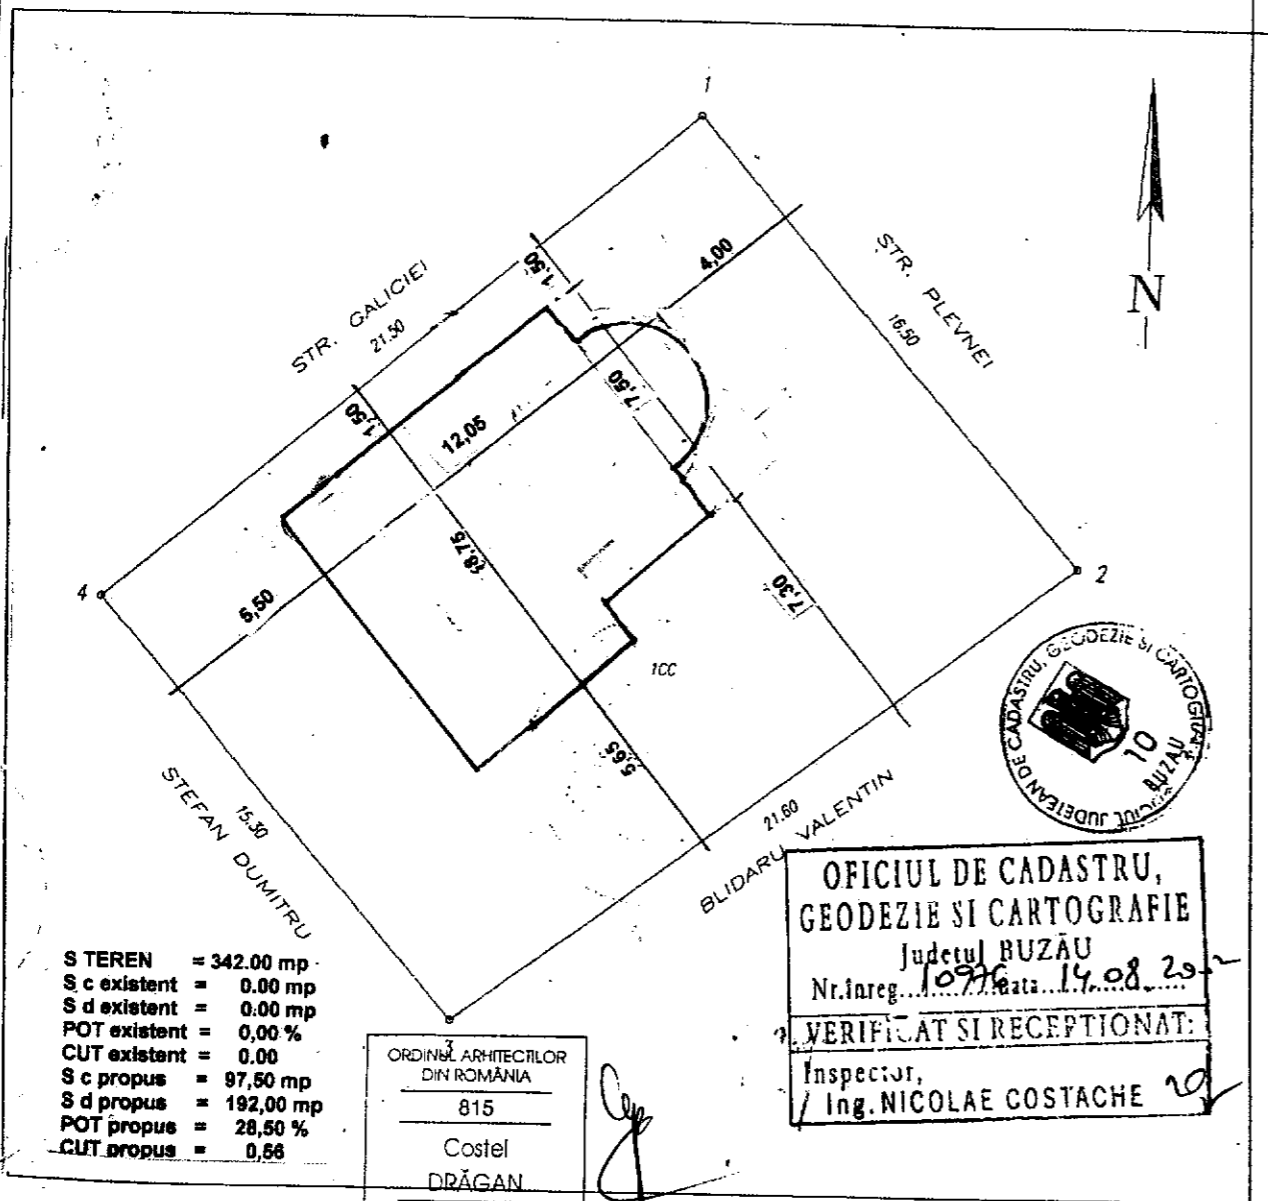 1
STR. GALICIEI
21.50
1,50
4,00
STR. PLEVNEI
16.50
N
1,50
12,05
7,50
8,75
4
5,50
7,30
2
1CC
5,65
STEFAN DUMITRU
15.30
21.60
BLIDARU VALENTIN
OFICIUL JUDETEAN DE CADASTRU, GEODEZIE SI CARTOGRAFIE
10
BUZAU
S TEREN = 342.00 mp
S c existent = 0.00 mp
S d existent = 0.00 mp
POT existent = 0,00 %
CUT existent = 0.00
S c propus = 97,50 mp
S d propus = 192,00 mp
POT propus = 28,50 %
CUT propus = 0,56
3
ORDINUL ARHITECTILOR
DIN ROMÂNIA
815
Costel
DRĂGAN
OFICIUL DE CADASTRU,
GEODEZIE SI CARTOGRAFIE
Judetul BUZĂU
Nr.înreg. 10976 data 14.08.20
VERIFICAT SI RECEPTIONAT:
Inspector,
Ing. NICOLAE COSTACHE